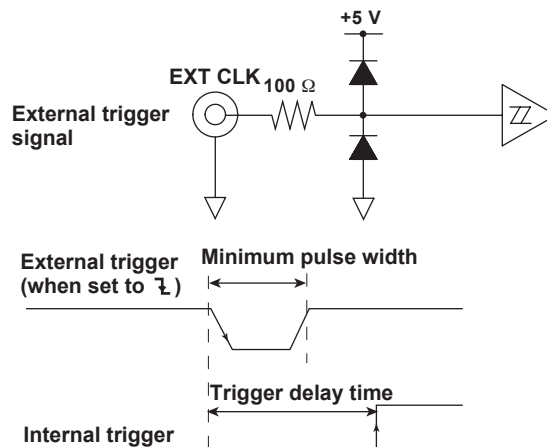 +5 V
EXT CLK
100 Ω
External trigger
signal
Minimum pulse width
External trigger
(when set to ↧)
Trigger delay time
Internal trigger